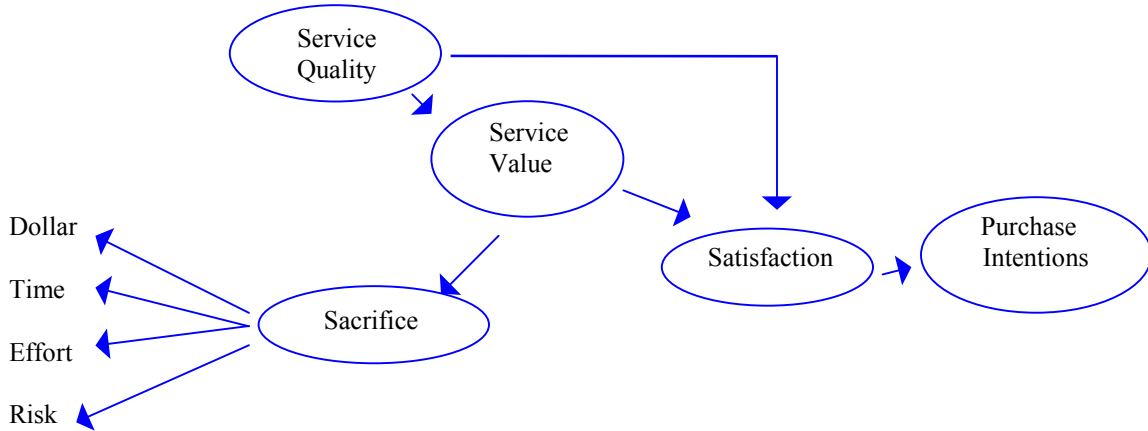 Service
Quality
Service
Value
Dollar
Purchase
Intentions
Satisfaction
Time
Sacrifice
Effort
Risk